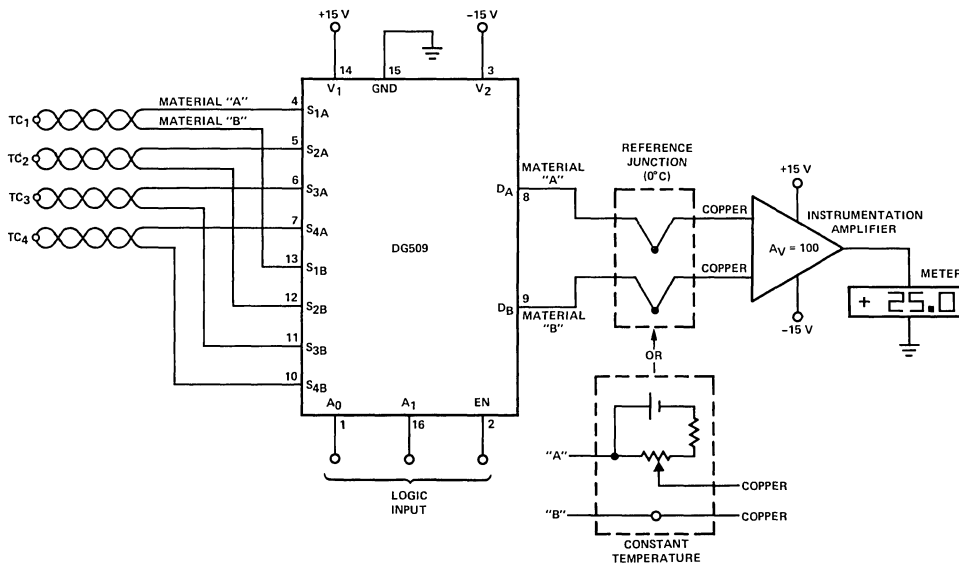 +15 V
–15 V
14
15
3
V1
GND
V2
MATERIAL "A"
MATERIAL "B"
TC1
TC2
TC3
TC4
4
S1A
5
S2A
6
S3A
7
S4A
13
S1B
12
S2B
11
S3B
10
S4B
DG509
DA
8
MATERIAL
"A"
DB
9
MATERIAL
"B"
A0
A1
EN
1
16
2
LOGIC
INPUT
REFERENCE
JUNCTION
(0°C)
COPPER
COPPER
+15 V
INSTRUMENTATION
AMPLIFIER
AV = 100
–15 V
METER
+ 25.0
OR
"A"
COPPER
"B"
COPPER
CONSTANT
TEMPERATURE